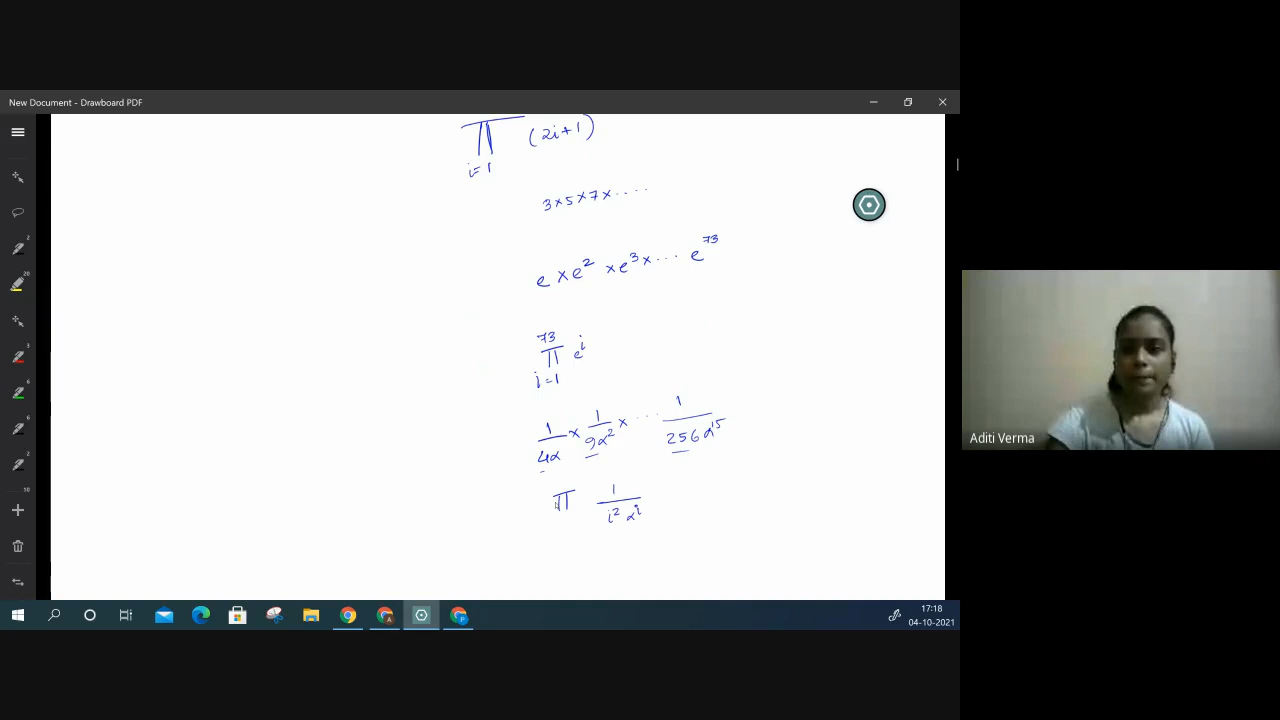 New Document - Drawboard PDF
∏ (2i+1)
i=1
3×5×7×....
e × e² × e³ × ... e⁷³
73
∏ eⁱ
i=1
1/4α × 1/9α² × ... 1/256α¹⁵
∏ 1/i²αⁱ
Aditi Verma
17:18
04-10-2021